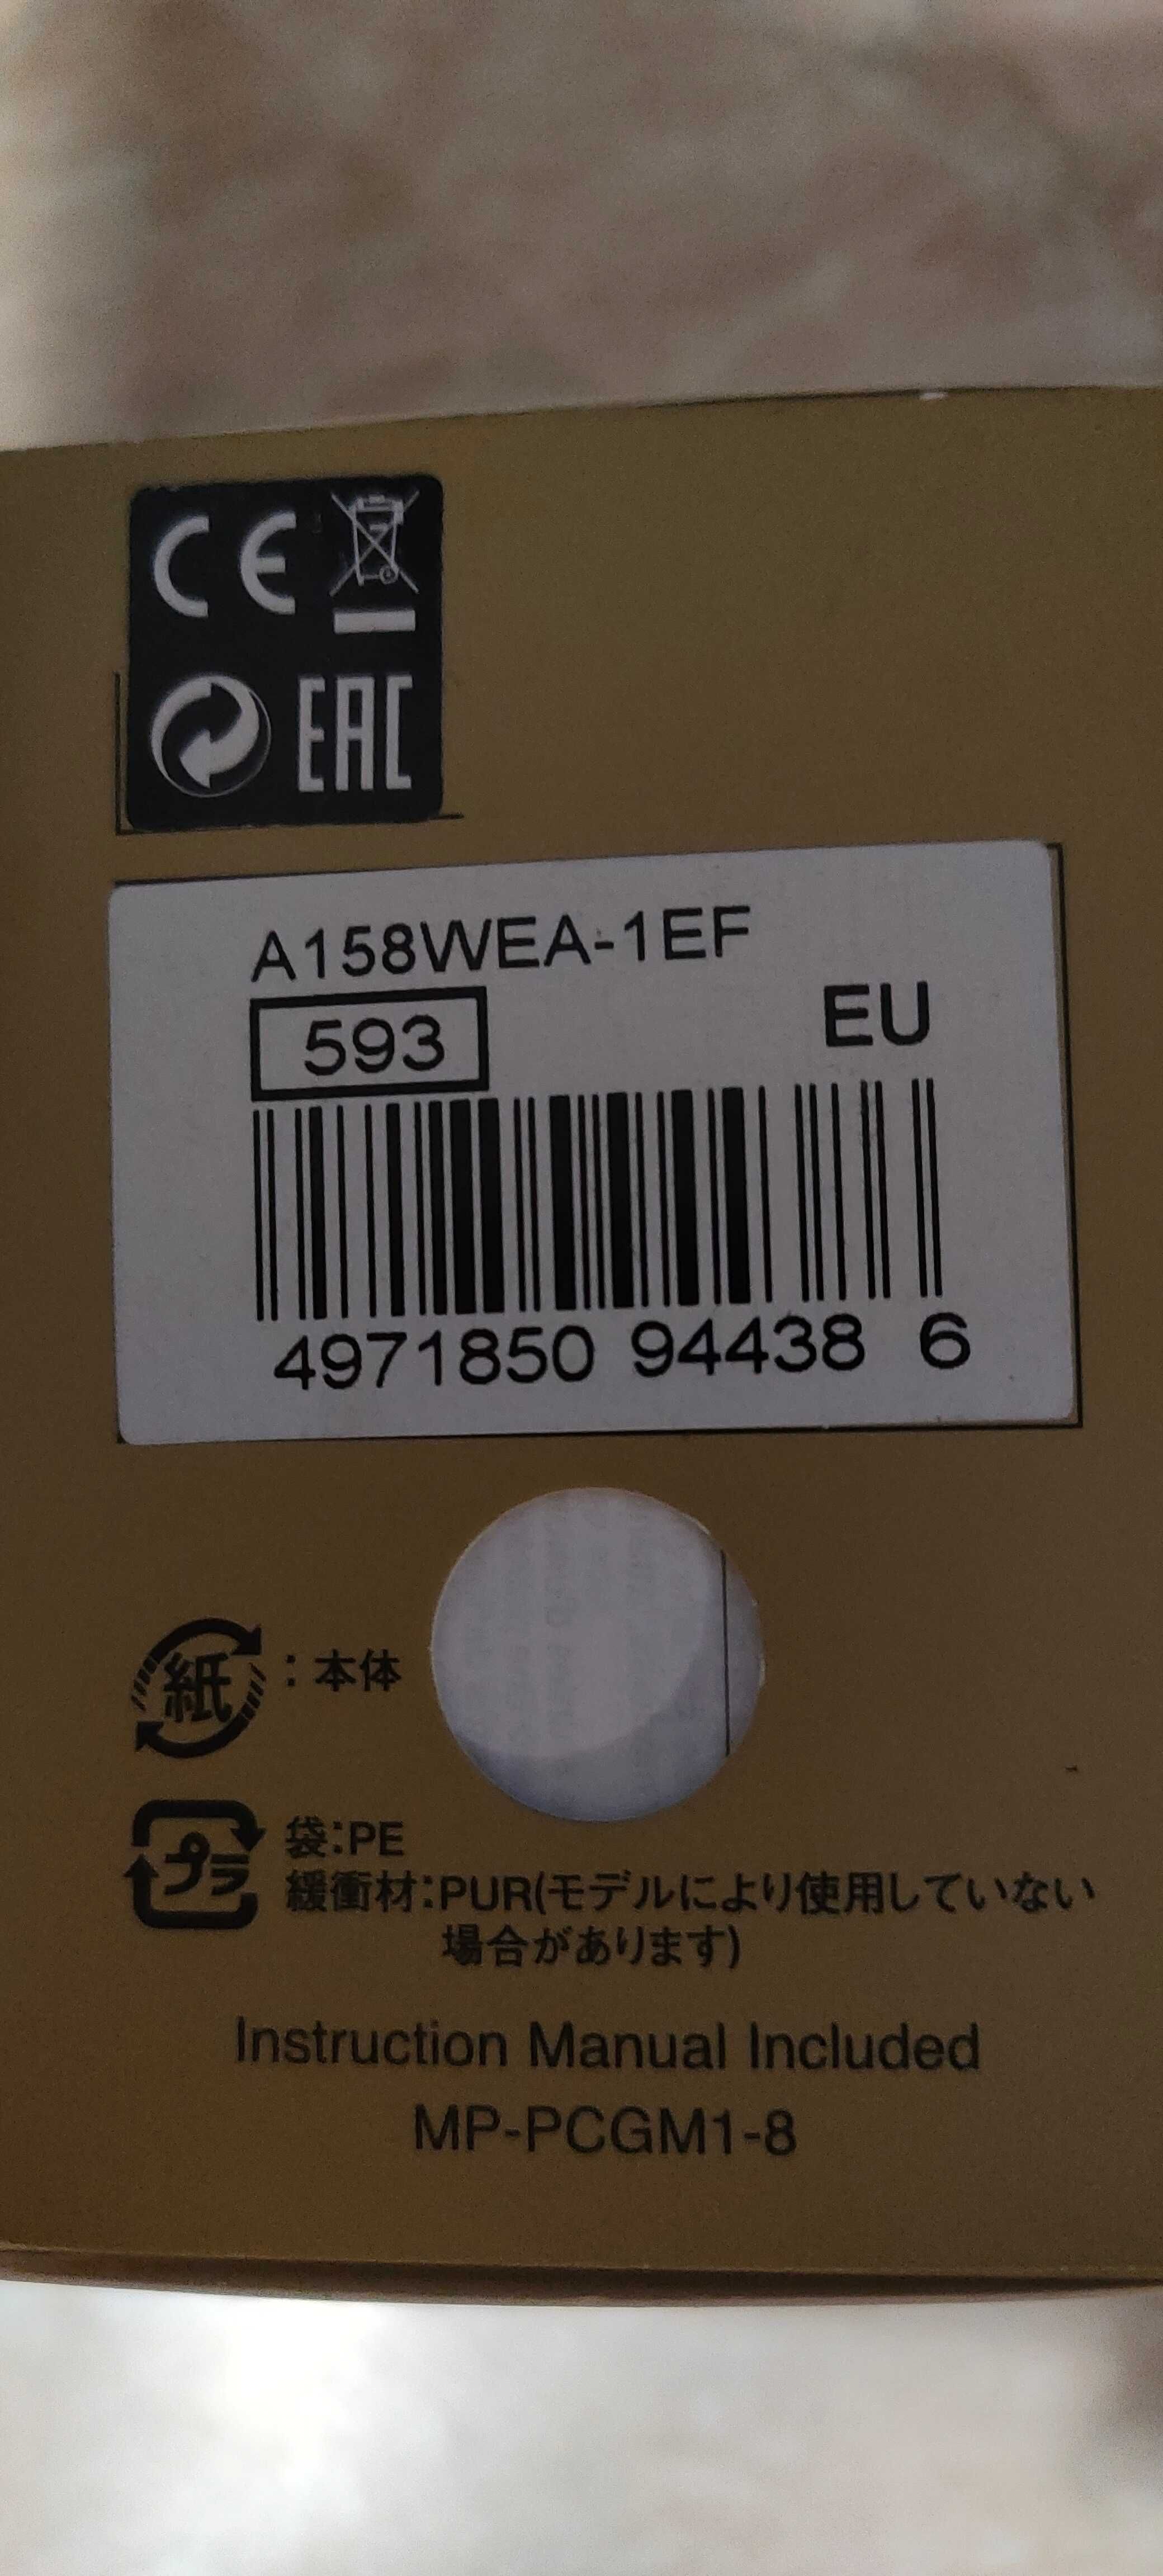 CE
EAC
A158WEA-1EF
593
EU
4971850 94438 6
紙:本体
プラ
袋:PE
緩衝材:PUR(モデルにより使用していない
場合があります)
Instruction Manual Included
MP-PCGM1-8